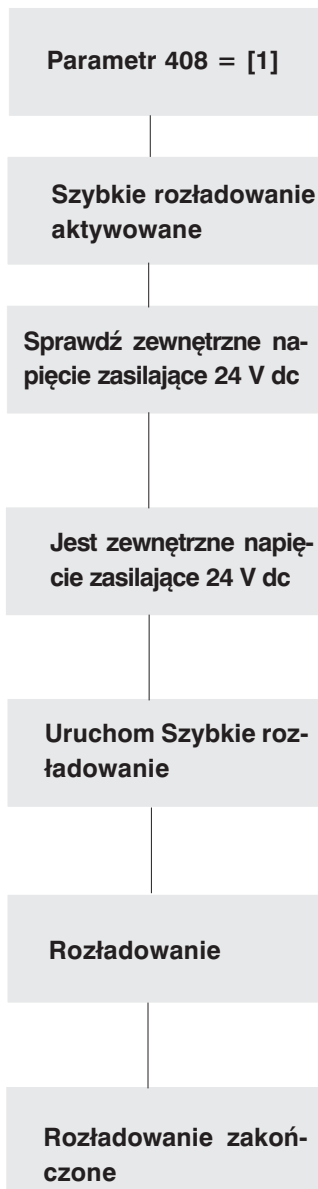 Parametr 408 = [1]
Szybkie rozładowanie
aktywowane
Sprawdź zewnętrzne na-
pięcie zasilające 24 V dc
Jest zewnętrzne napię-
cie zasilające 24 V dc
Uruchom Szybkie roz-
ładowanie
Rozładowanie
Rozładowanie zakoń-
czone